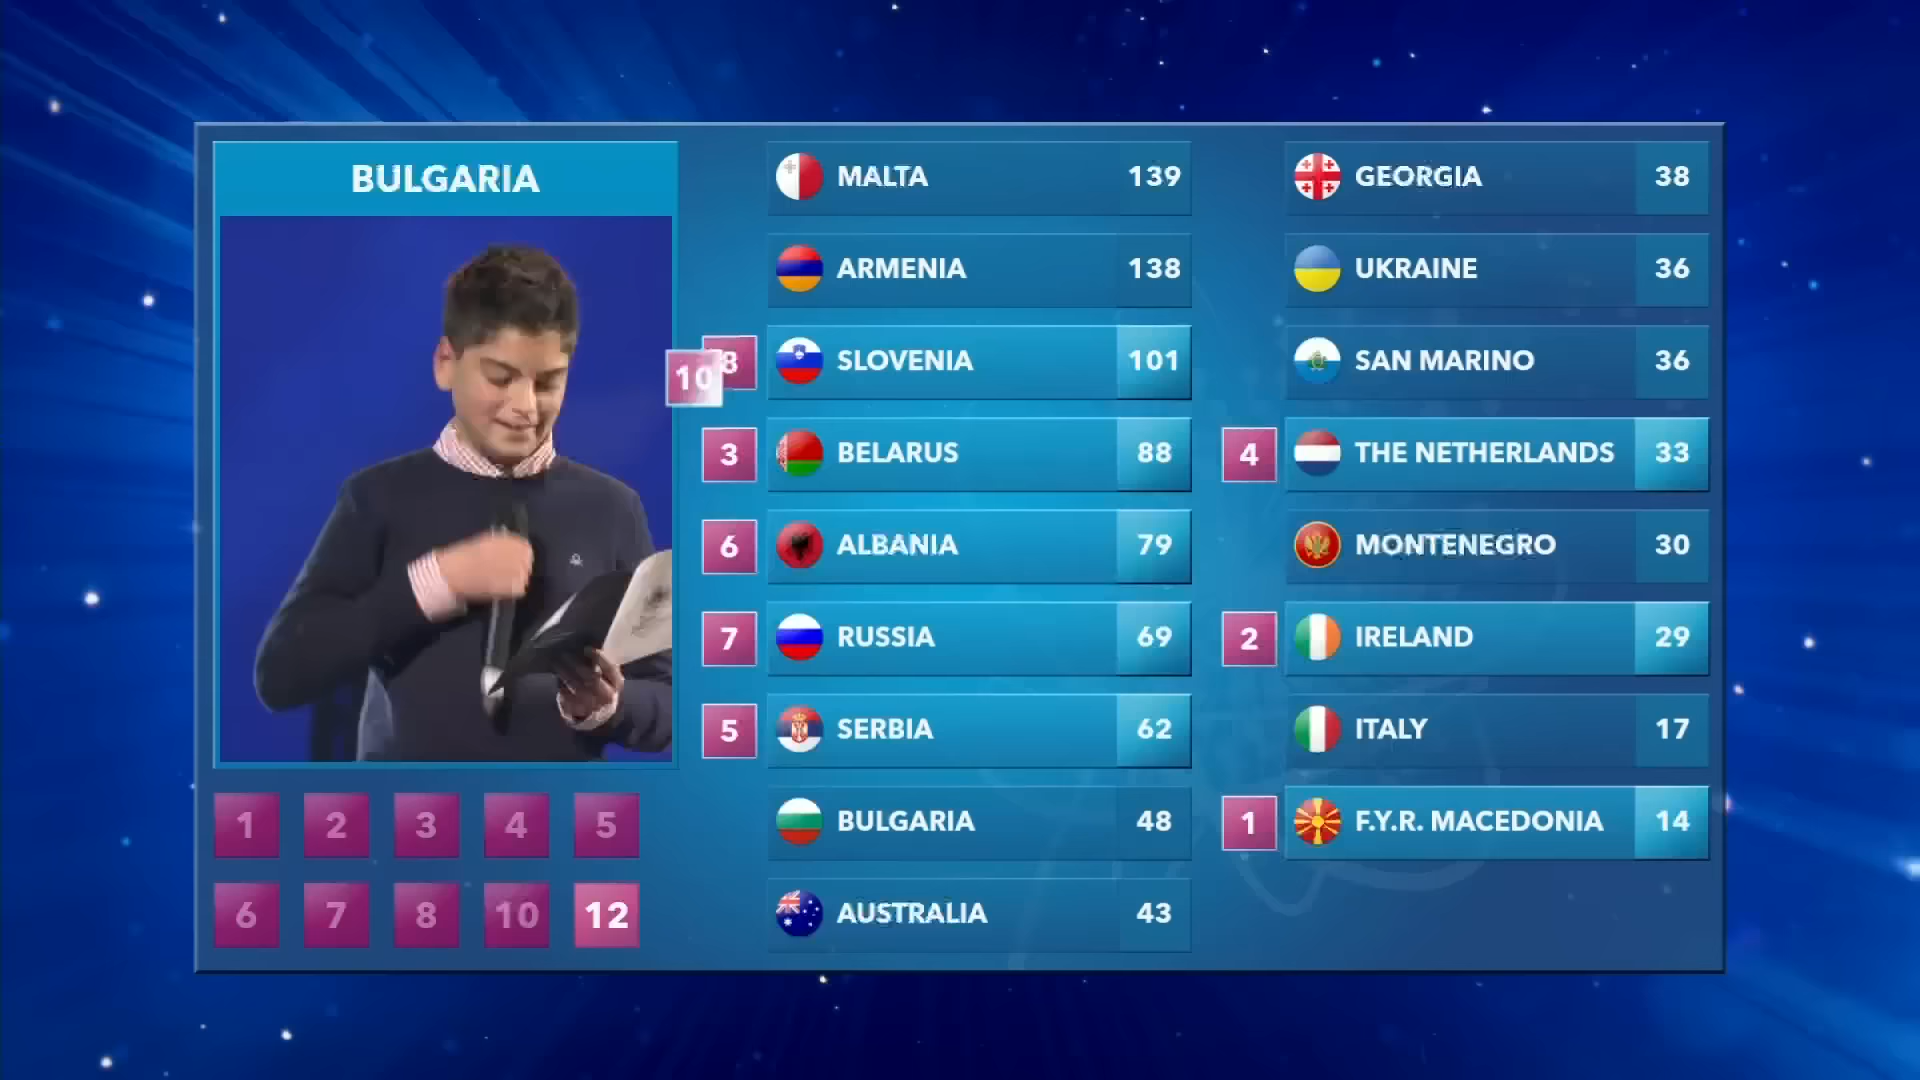 BULGARIA
1 2 3 4 5
6 7 8 10 12
MALTA 139
ARMENIA 138
10 8 SLOVENIA 101
3 BELARUS 88
6 ALBANIA 79
7 RUSSIA 69
5 SERBIA 62
BULGARIA 48
AUSTRALIA 43
GEORGIA 38
UKRAINE 36
SAN MARINO 36
4 THE NETHERLANDS 33
MONTENEGRO 30
2 IRELAND 29
ITALY 17
1 F.Y.R. MACEDONIA 14